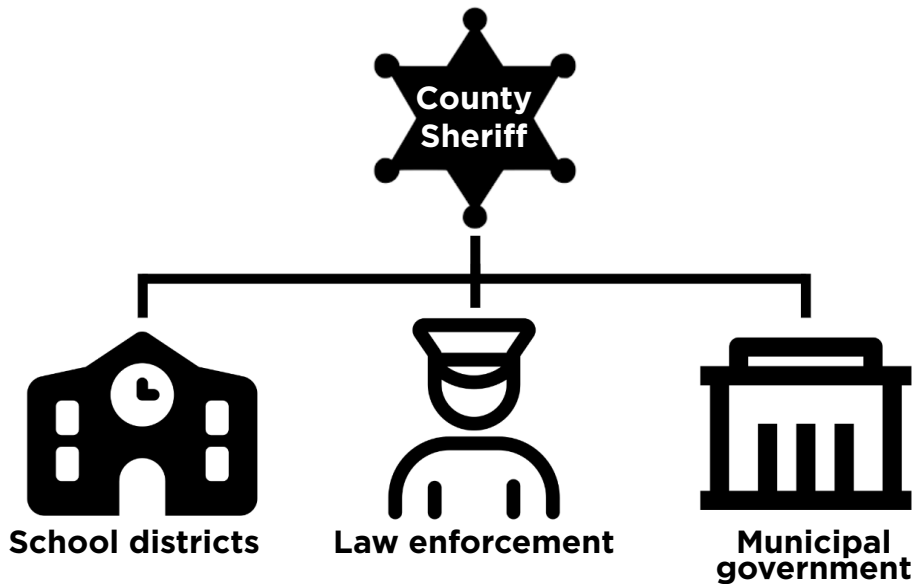 County
Sheriff
School districts
Law enforcement
Municipal
government